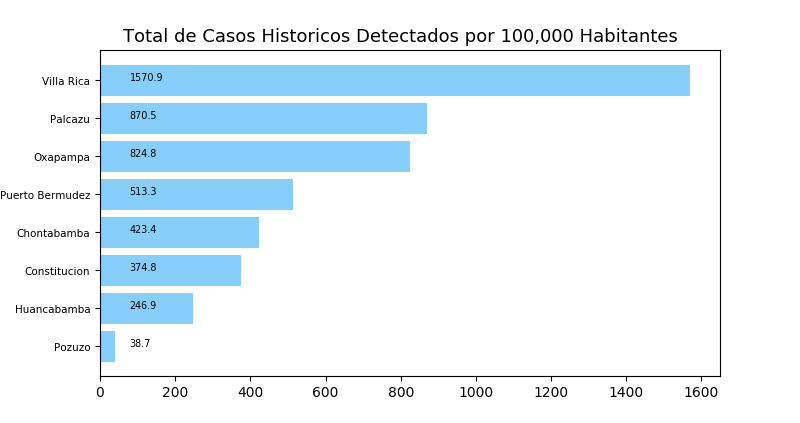 Total de Casos Historicos Detectados por 100,000 Habitantes
Villa Rica 1570.9
Palcazu 870.5
Oxapampa 824.8
Puerto Bermudez 513.3
Chontabamba 423.4
Constitucion 374.8
Huancabamba 246.9
Pozuzo 38.7
0 200 400 600 800 1000 1200 1400 1600